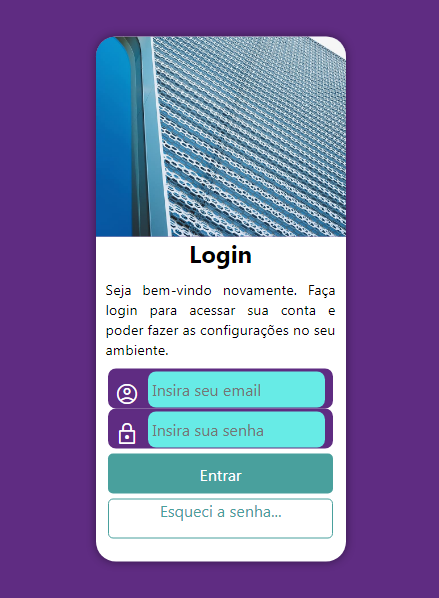 Login
Seja bem-vindo novamente. Faça
login para acessar sua conta e
poder fazer as configurações no seu
ambiente.
Insira seu email
Insira sua senha
Entrar
Esqueci a senha...